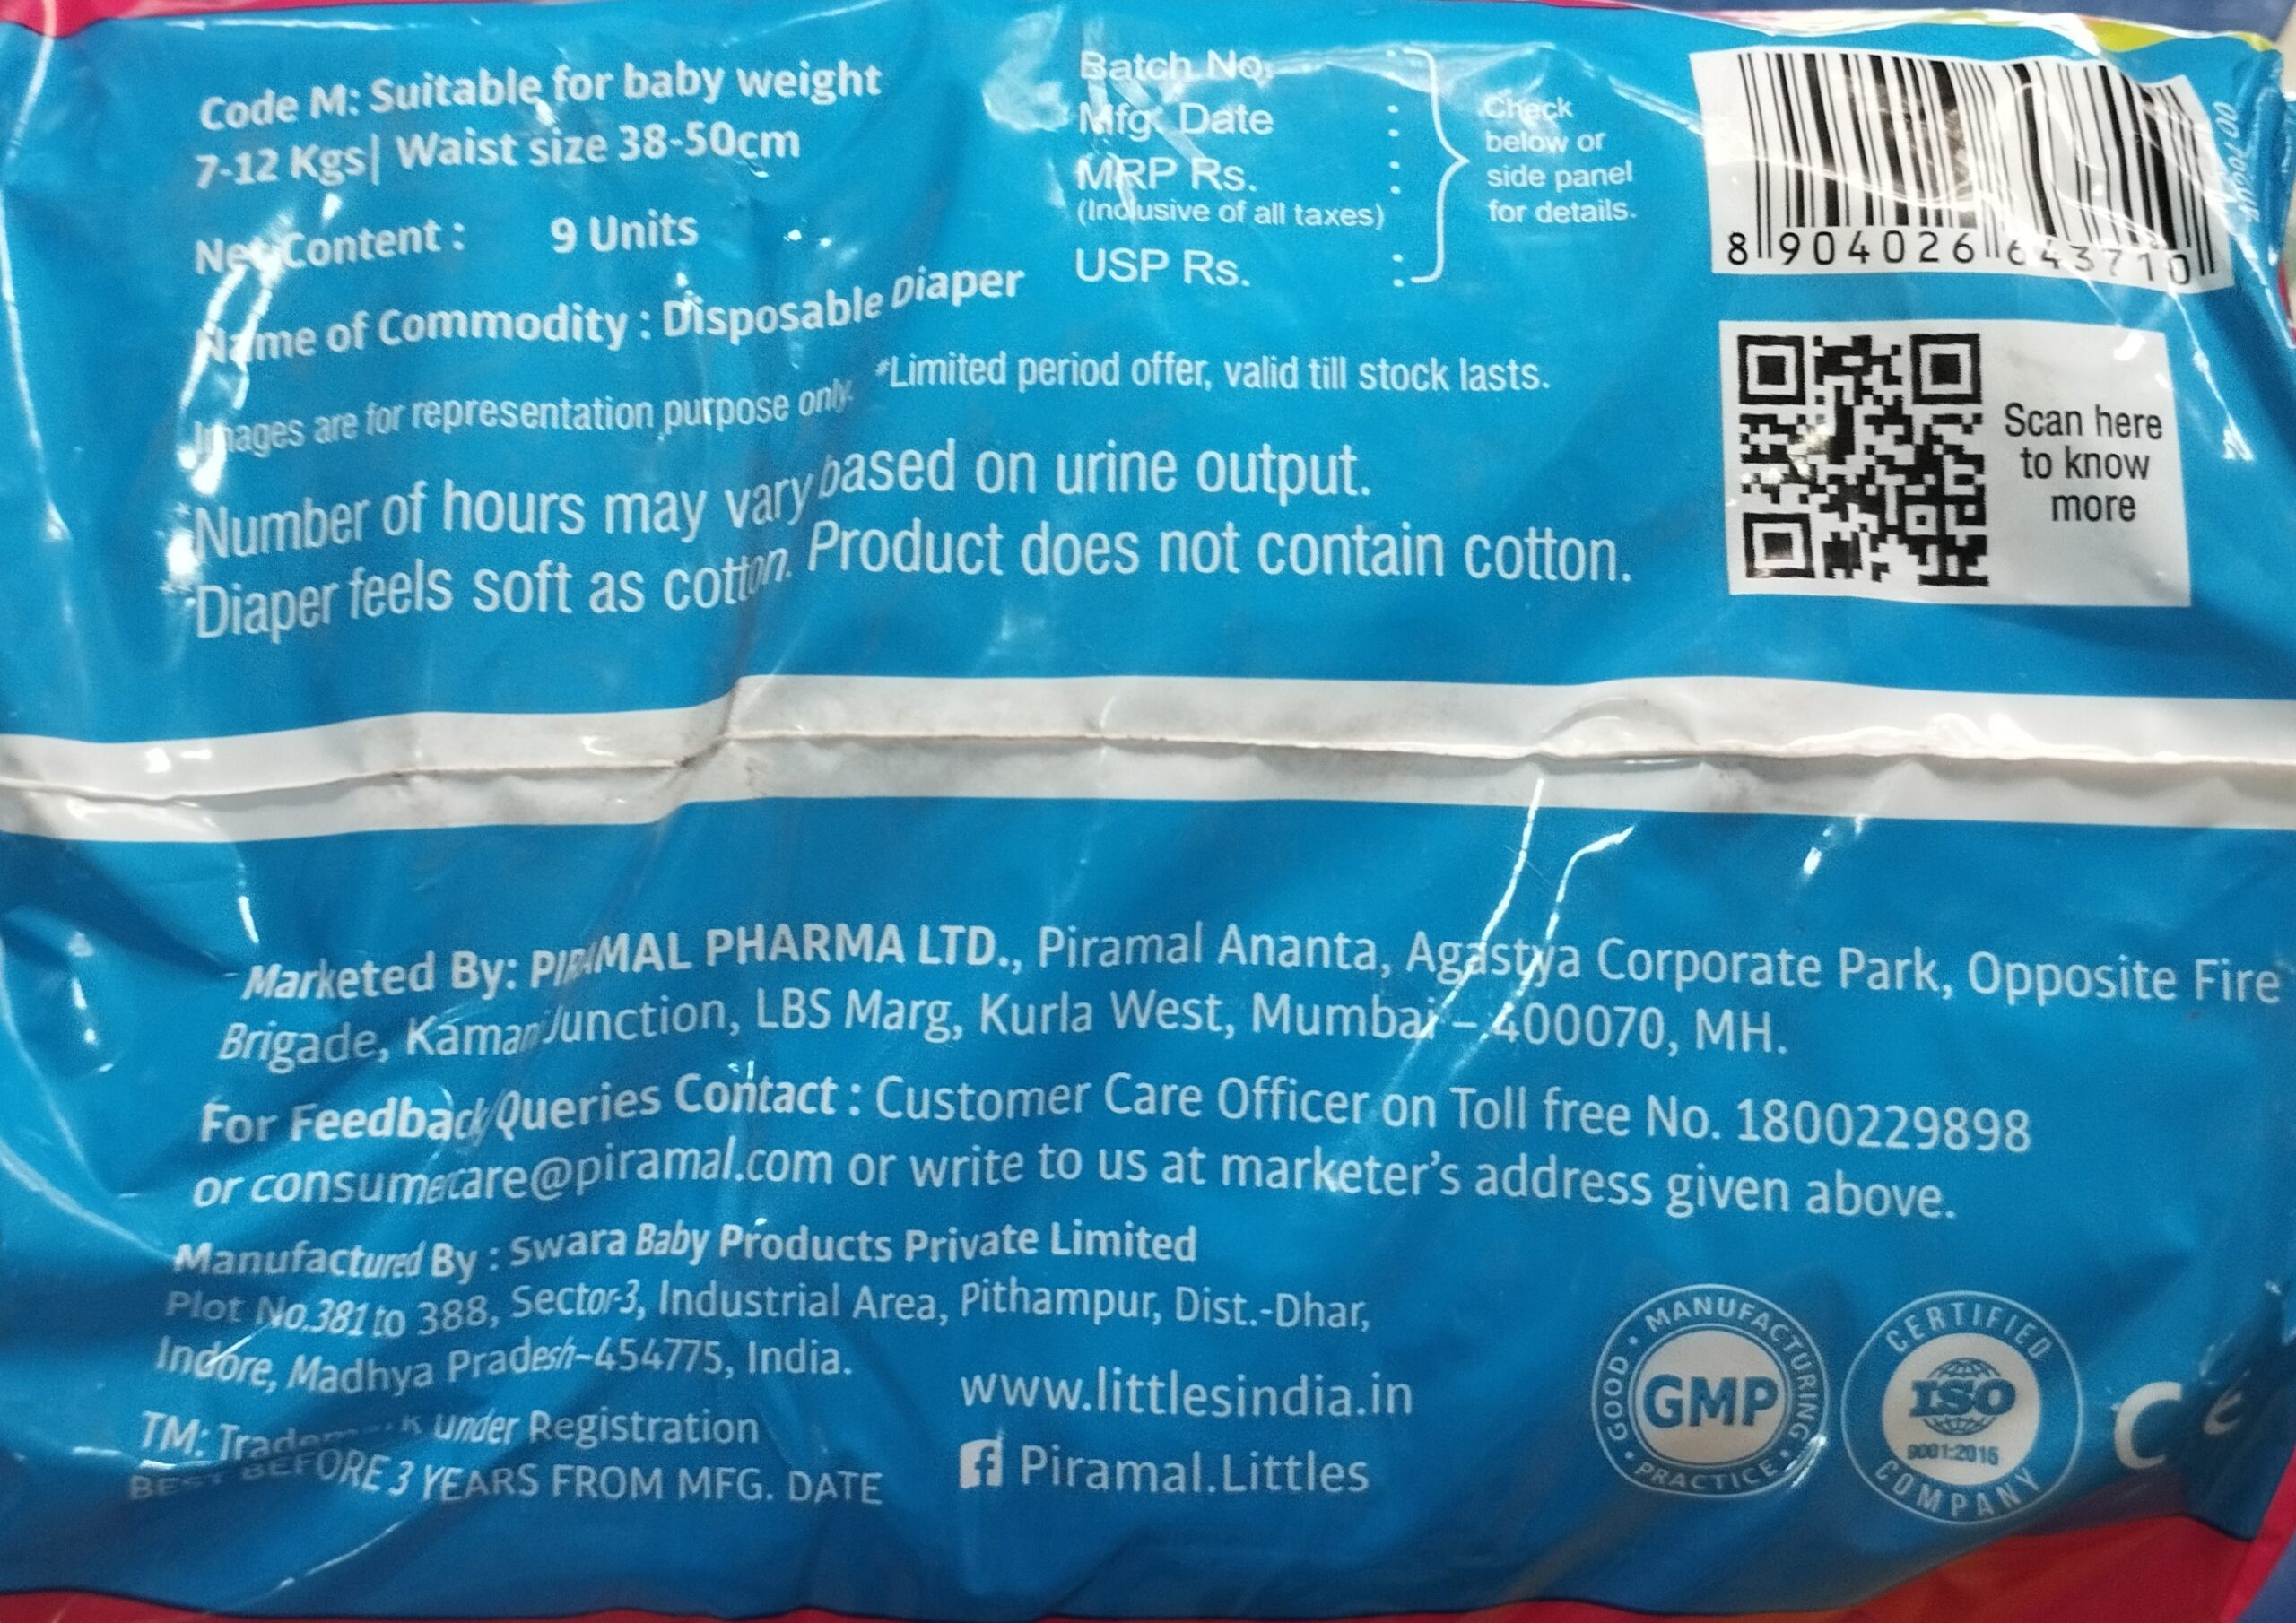 Code M: Suitable for baby weight
7-12 Kgs| Waist size 38-50cm
Net Content : 9 Units
Name of Commodity : Disposable Diaper
Images are for representation purpose only.
#Limited period offer, valid till stock lasts.
*Number of hours may vary based on urine output.
**Diaper feels soft as cotton. Product does not contain cotton.
Batch No. :
Mfg. Date :
MRP Rs. :
(Inclusive of all taxes)
USP Rs. :
Check
below or
side panel
for details.
8 904026 643710
Scan here
to know
more
Marketed By: PIRAMAL PHARMA LTD., Piramal Ananta, Agastya Corporate Park, Opposite Fire
Brigade, Kamani Junction, LBS Marg, Kurla West, Mumbai – 400070, MH.
For Feedback/Queries Contact : Customer Care Officer on Toll free No. 1800229898
or consumercare@piramal.com or write to us at marketer's address given above.
Manufactured By : Swara Baby Products Private Limited
Plot No.381 to 388, Sector-3, Industrial Area, Pithampur, Dist.-Dhar,
Indore, Madhya Pradesh-454775, India.
TM: Trademark under Registration
BEST BEFORE 3 YEARS FROM MFG. DATE
www.littlesindia.in
f Piramal.Littles
GOOD • MANUFACTURING • PRACTICE
GMP
CERTIFIED
ISO
9001:2015
COMPANY
CE